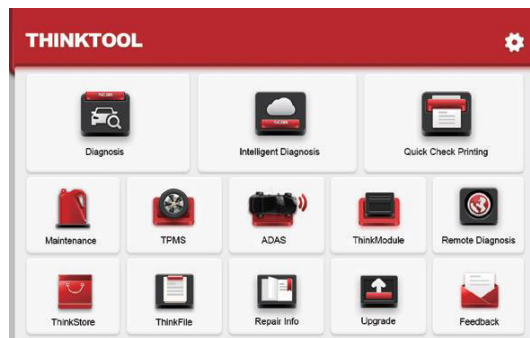 THINKTOOL
Diagnosis
Intelligent Diagnosis
Quick Check Printing
Maintenance
TPMS
ADAS
ThinkModule
Remote Diagnosis
ThinkStore
ThinkFile
Repair Info
Upgrade
Feedback